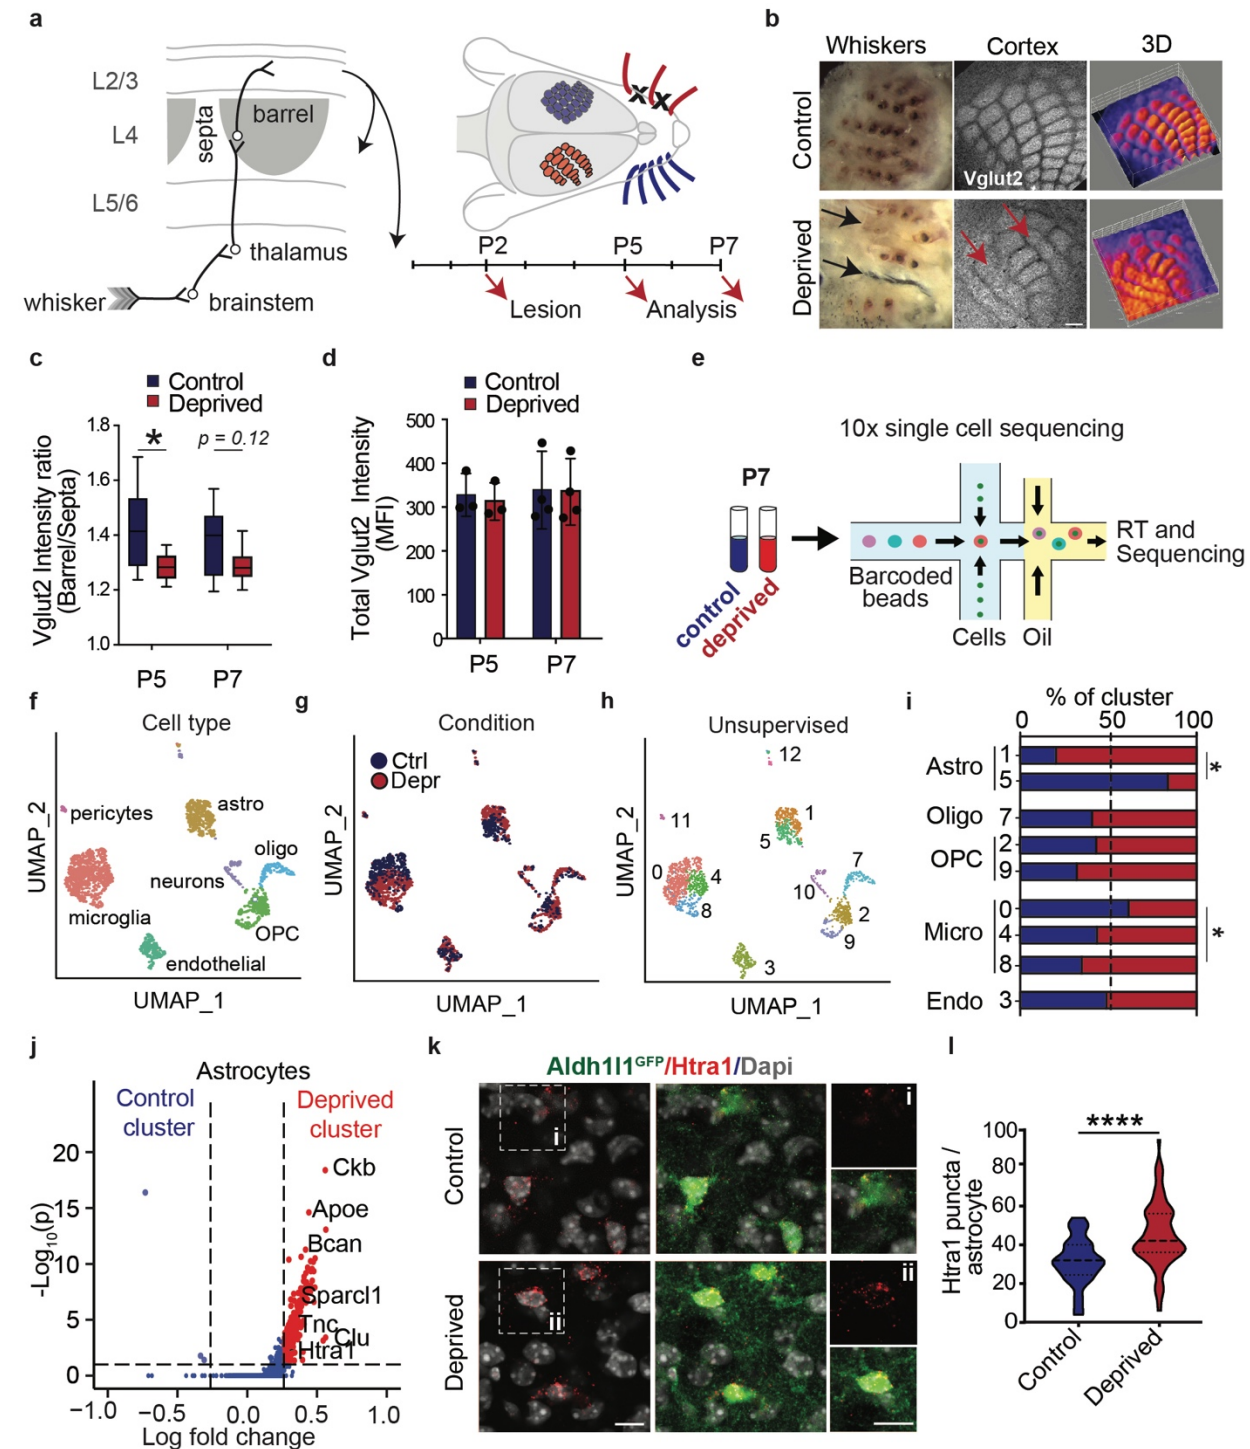 a
L2/3
L4
L5/6
septa
barrel
thalamus
whisker
brainstem
P2
P5
P7
Lesion
Analysis
b
Whiskers
Cortex
3D
Control
Vglut2
Deprived
c
Control
Deprived
Vglut2 Intensity ratio
(Barrel/Septa)
1.8
1.6
1.4
1.2
1.0
*
p = 0.12
P5
P7
d
Control
Deprived
Total Vglut2 Intensity
(MFI)
500
400
300
200
100
0
P5
P7
e
10x single cell sequencing
P7
control
deprived
Barcoded
beads
Cells
Oil
RT and
Sequencing
f
Cell type
UMAP_2
pericytes
astro
oligo
neurons
microglia
OPC
endothelial
UMAP_1
g
Condition
Ctrl
Depr
UMAP_2
UMAP_1
h
Unsupervised
UMAP_2
12
11
1
5
0
4
8
7
10
2
9
3
UMAP_1
i
% of cluster
0 50 100
Astro
1
5
*
Oligo 7
OPC
2
9
Micro
0
4
8
*
Endo 3
j
Astrocytes
Control
cluster
Deprived
cluster
-Log10(p)
20
15
10
5
0
Ckb
Apoe
Bcan
Sparcl1
Tnc
Clu
Htra1
−1.0 −0.5 0.0 0.5 1.0
Log fold change
k
Aldh1l1GFP/Htra1/Dapi
Control
i
i
Deprived
ii
ii
l
****
Htra1 puncta /
astrocyte
100
80
60
40
20
0
Control
Deprived